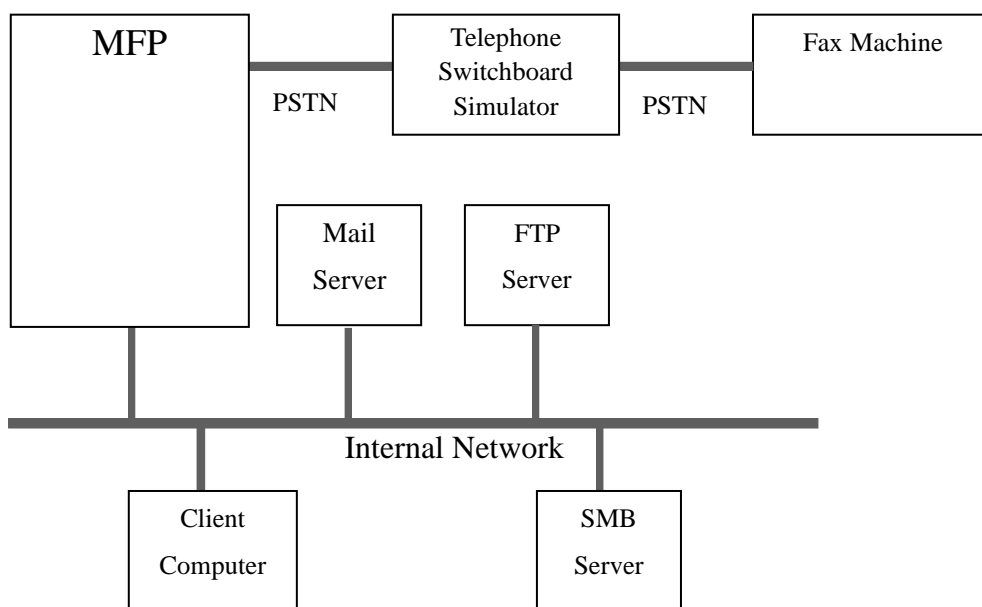 MFP
Telephone
Switchboard
Simulator
Fax Machine
PSTN
PSTN
Mail
Server
FTP
Server
Internal Network
Client
Computer
SMB
Server